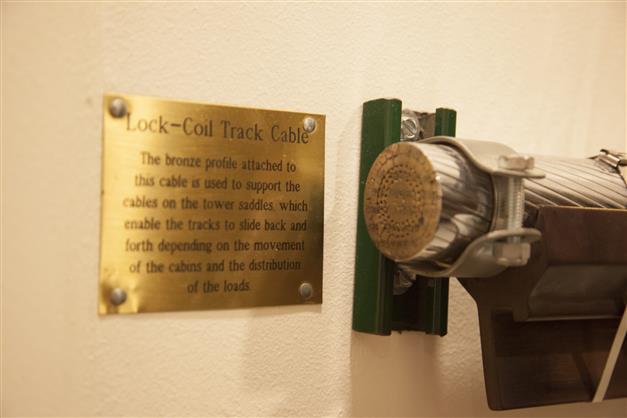 Lock-Coil Track Cable
The bronze profile attached to
this cable is used to support the
cables on the tower saddles, which
enable the tracks to slide back and
forth depending on the movement
of the cabins and the distribution
of the loads.